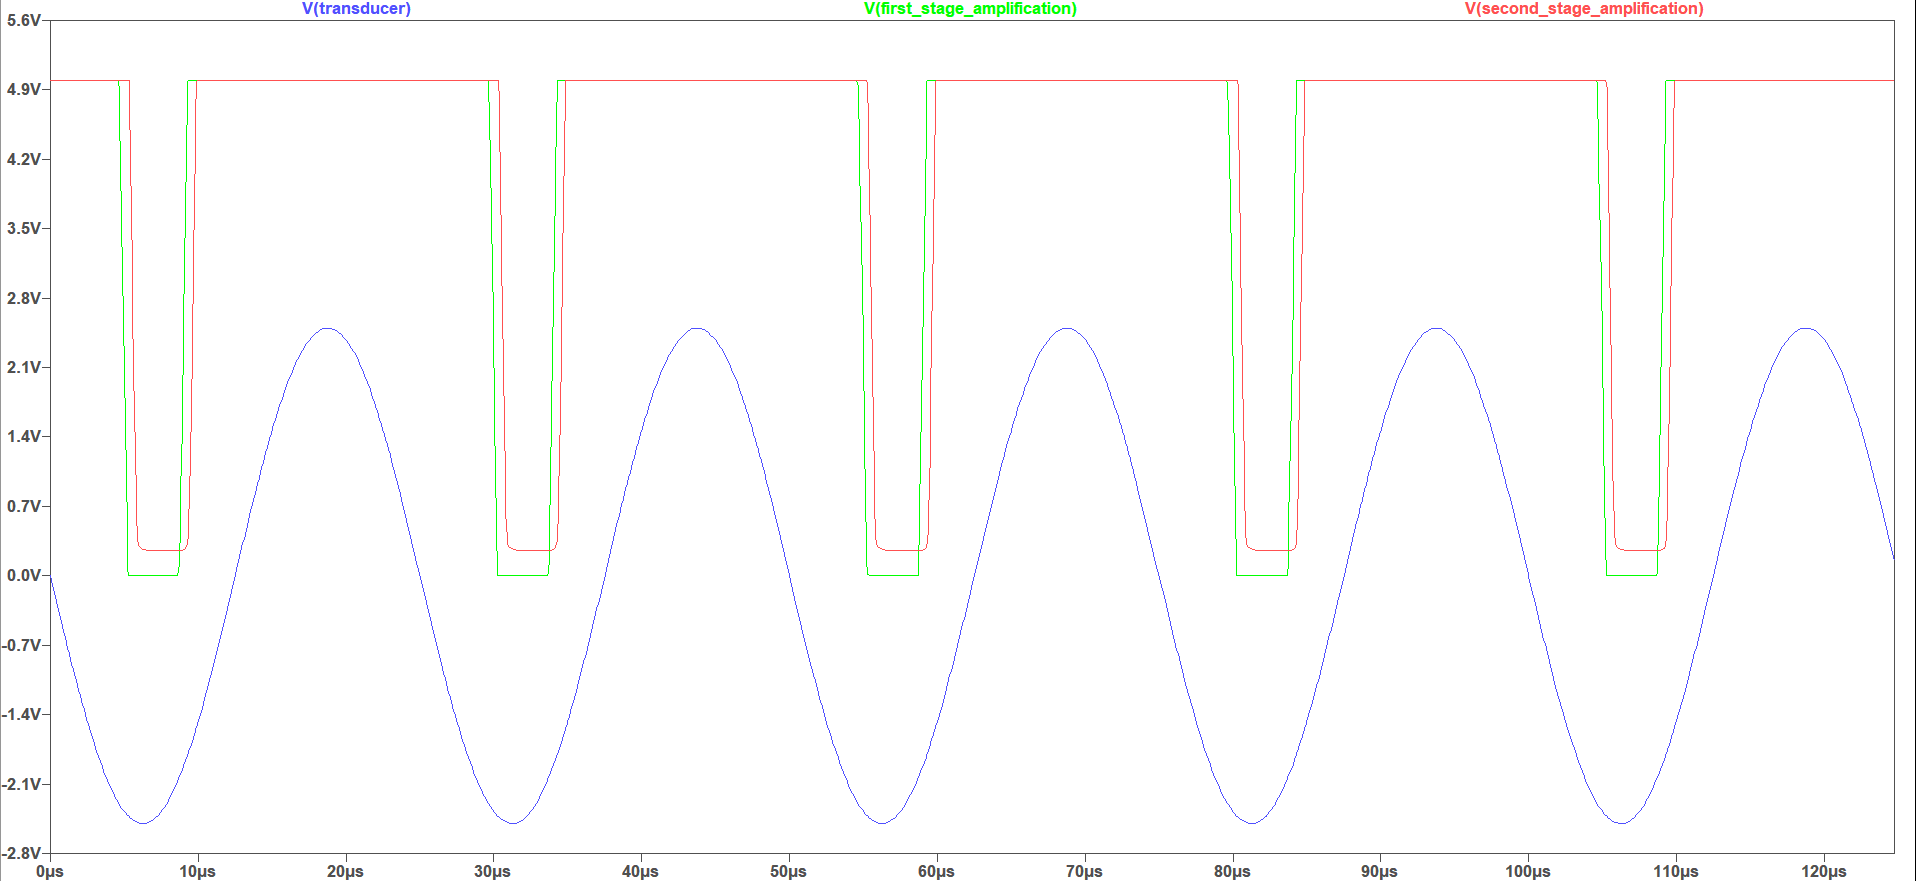 V(transducer) V(first_stage_amplification) V(second_stage_amplification)
5.6V
4.9V
4.2V
3.5V
2.8V
2.1V
1.4V
0.7V
0.0V
-0.7V
-1.4V
-2.1V
-2.8V
0µs 10µs 20µs 30µs 40µs 50µs 60µs 70µs 80µs 90µs 100µs 110µs 120µs